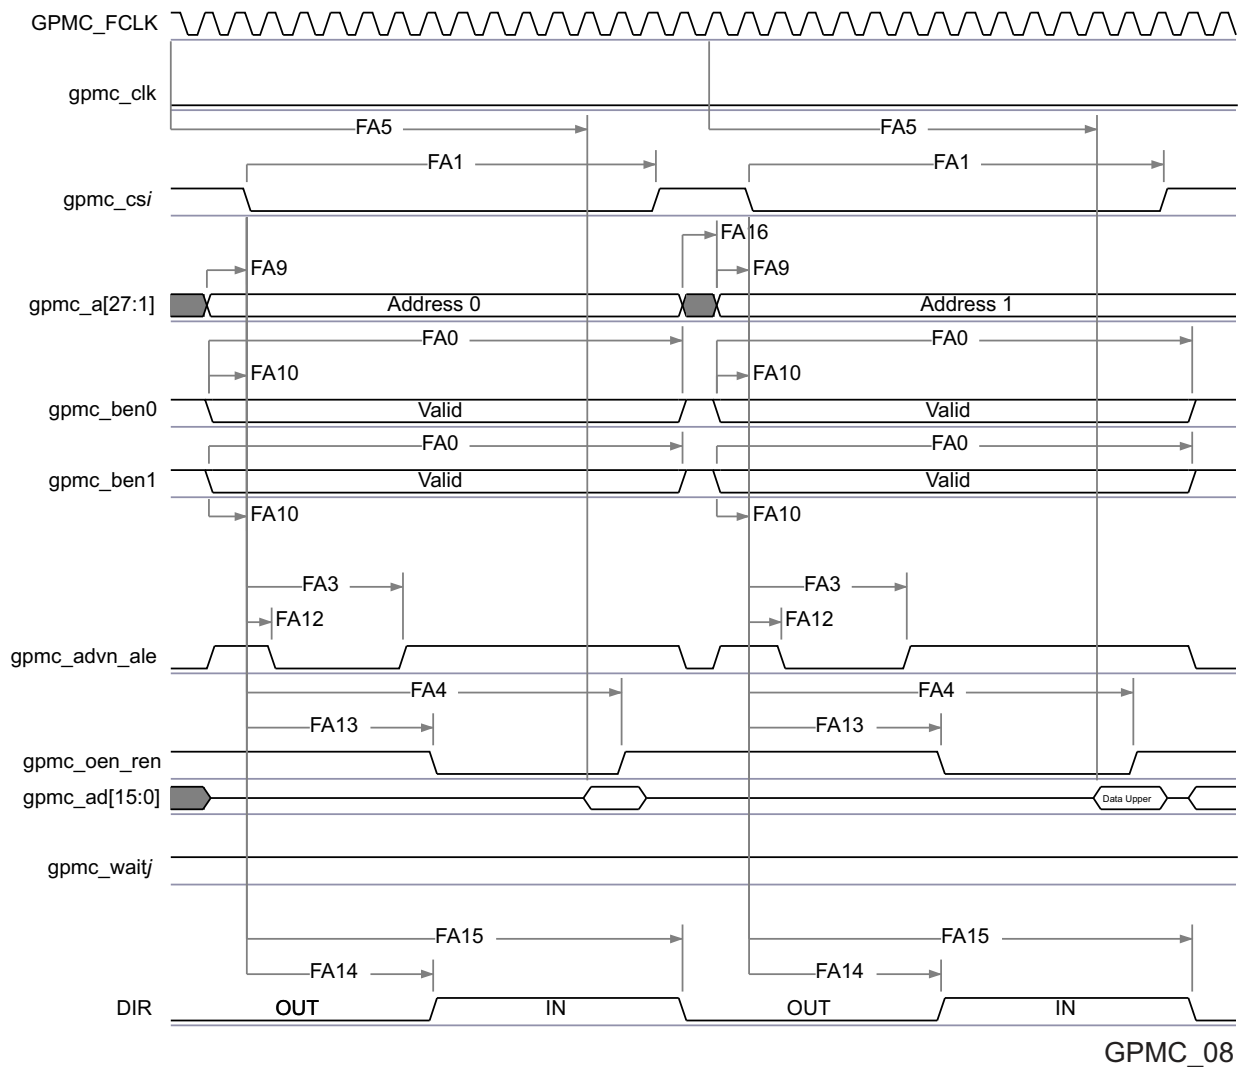 GPMC_FCLK
gpmc_clk
FA5 FA5
FA1 FA1
gpmc_csi
FA16
FA9 FA9
gpmc_a[27:1] Address 0 Address 1
FA0 FA0
FA10 FA10
gpmc_ben0 Valid Valid
FA0 FA0
gpmc_ben1 Valid Valid
FA10 FA10
FA3 FA3
FA12 FA12
gpmc_advn_ale
FA4 FA4
FA13 FA13
gpmc_oen_ren
gpmc_ad[15:0] Data Upper
gpmc_waitj
FA15 FA15
FA14 FA14
DIR OUT IN OUT IN
GPMC_08